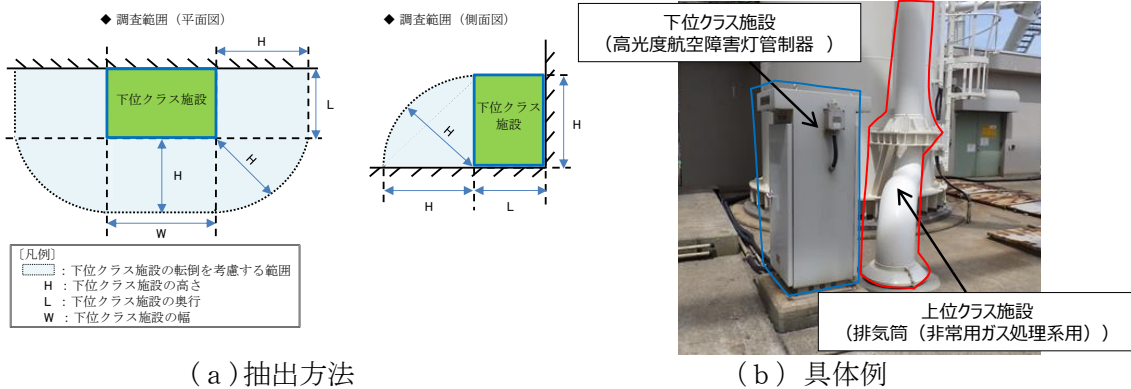 ◆ 調査範囲（平面図）
H
下位クラス施設
L
H
H
W
〔凡例〕
：下位クラス施設の転倒を考慮する範囲
H ：下位クラス施設の高さ
L ：下位クラス施設の奥行
W ：下位クラス施設の幅
◆ 調査範囲（側面図）
下位クラス
施設
H
H
H
L
(a)抽出方法
下位クラス施設
（高光度航空障害灯管制器 ）
上位クラス施設
（排気筒（非常用ガス処理系用））
(b) 具体例